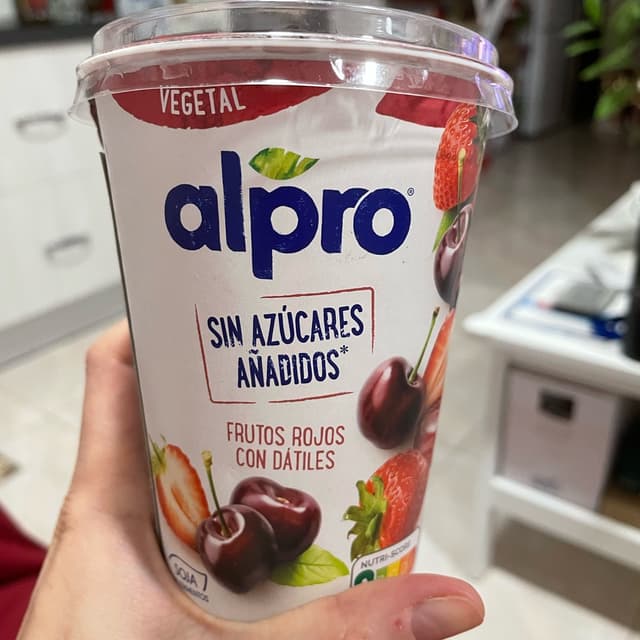 VEGETAL
alpro®
SIN AZÚCARES
AÑADIDOS*
FRUTOS ROJOS
CON DÁTILES
SOJA
NUTRI-SCORE